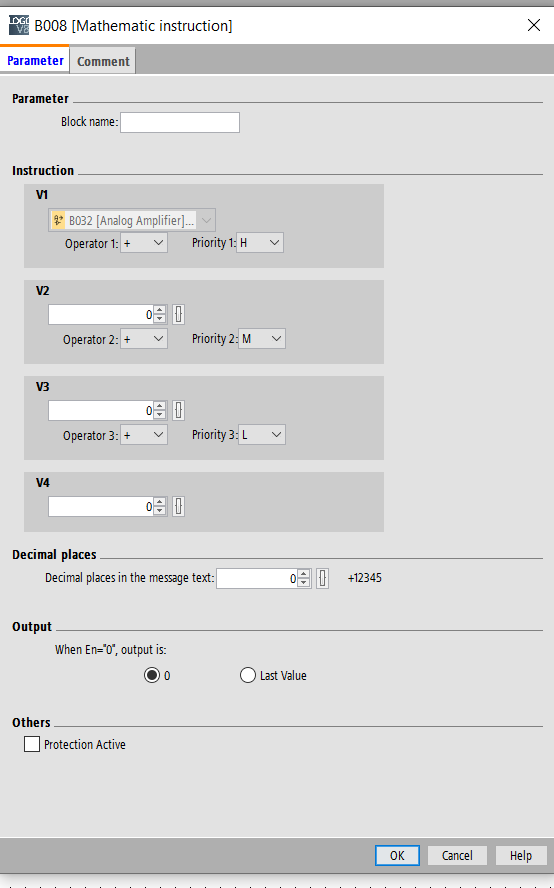 LOGO V8 B008 [Mathematic instruction]
Parameter Comment
Parameter
Block name:
Instruction
V1
B032 [Analog Amplifier]...
Operator 1: + Priority 1: H
V2
0
Operator 2: + Priority 2: M
V3
0
Operator 3: + Priority 3: L
V4
0
Decimal places
Decimal places in the message text: 0 +12345
Output
When En="0", output is:
0 Last Value
Others
Protection Active
OK Cancel Help